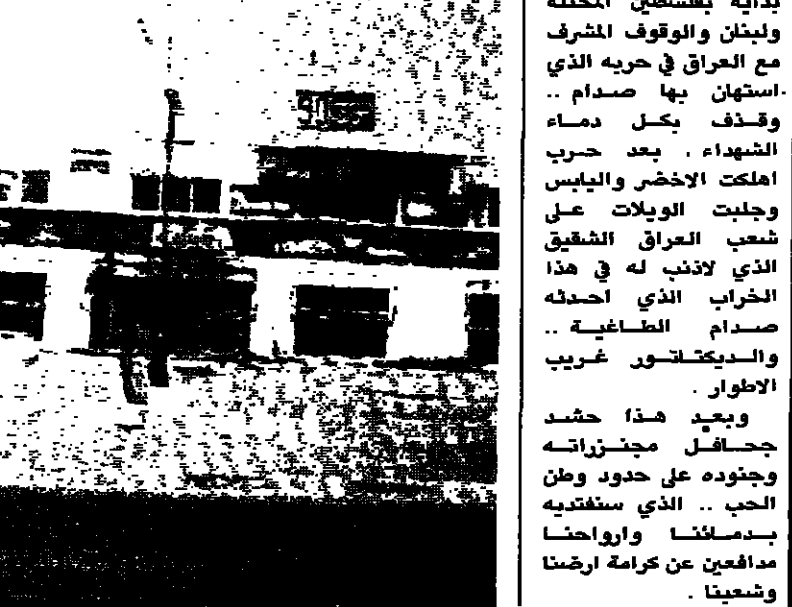 بداية بفلسطين المحتلة
ولبنان والوقوف المشرف
مع العراق في حربه الذي
استهان بها صدام ..
وقذف بكل دماء
الشهداء . بعد حرب
اهلكت الاخضر واليابس
وجلبت الويلات على
شعب العراق الشقيق
الذي لاذنب له في هذا
الخراب الذي احدثه
صدام الطاغية ..
والديكتاتور غريب
الاطوار .
وبعد هذا حشد
جحافل مجنزراته
وجنوده على حدود وطن
الحب .. الذي سنفتديه
بدمائنا وارواحنا
مدافعين عن كرامة ارضنا
وشعبنا .